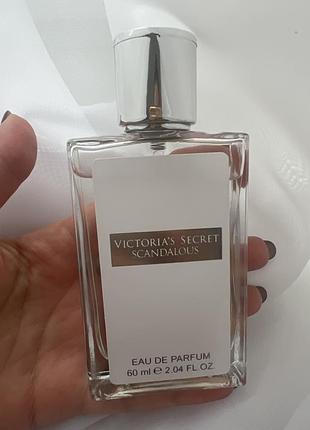 VICTORIA'S SECRET
SCANDALOUS
EAU DE PARFUM
60 ml e 2.04 FL OZ.